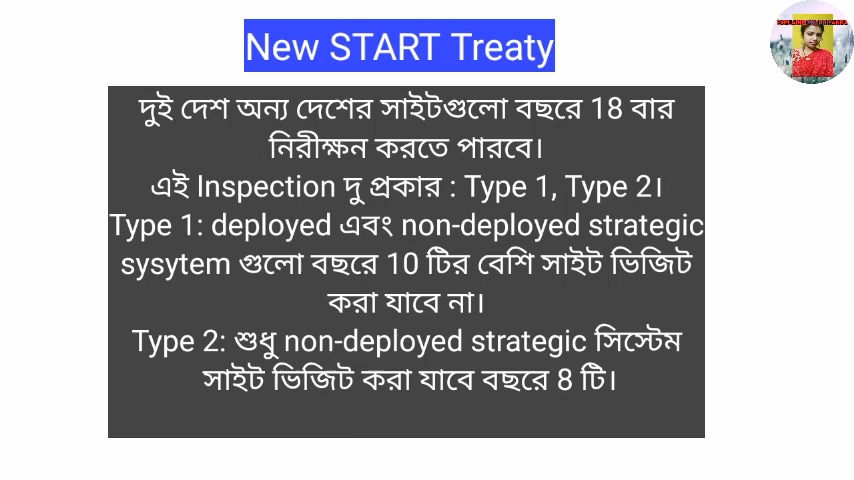 New START Treaty
দুই দেশ অন্য দেশের সাইটগুলো বছরে 18 বার
নিরীক্ষন করতে পারবে।
এই Inspection দু প্রকার : Type 1, Type 2।
Type 1: deployed এবং non-deployed strategic
sysytem গুলো বছরে 10 টির বেশি সাইট ভিজিট
করা যাবে না।
Type 2: শুধু non-deployed strategic সিস্টেম
সাইট ভিজিট করা যাবে বছরে 8 টি।